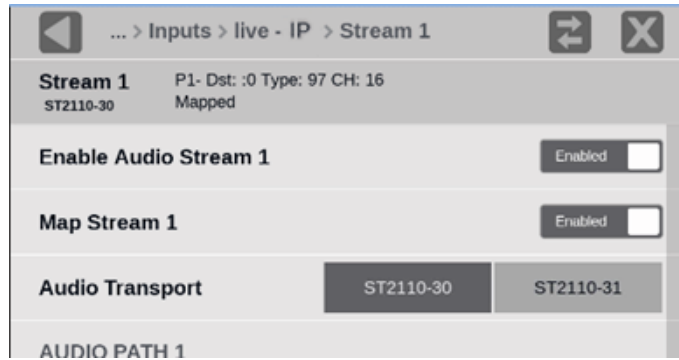 ... > Inputs > live - IP > Stream 1
Stream 1 P1- Dst: :0 Type: 97 CH: 16
ST2110-30 Mapped
Enable Audio Stream 1 Enabled
Map Stream 1 Enabled
Audio Transport ST2110-30 ST2110-31
AUDIO PATH 1